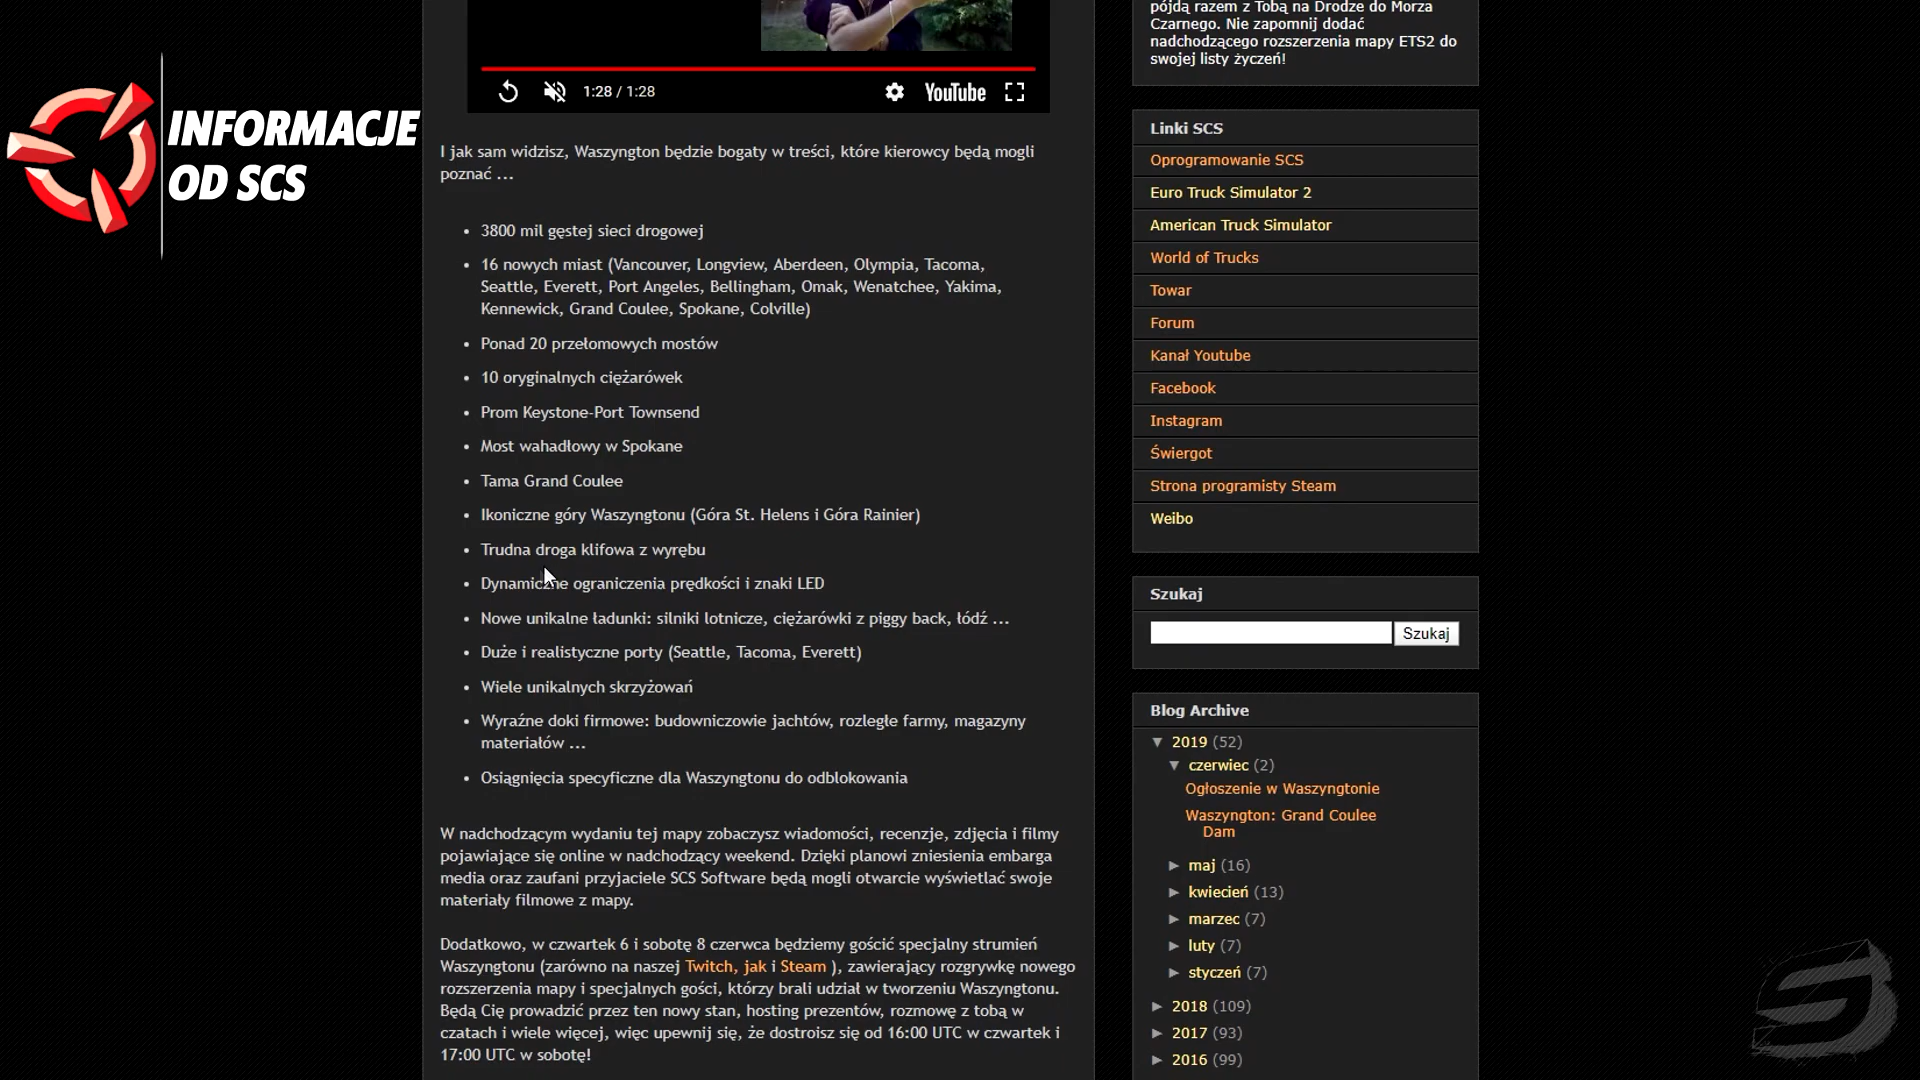 INFORMACJE
OD SCS
1:28 / 1:28
YouTube
I jak sam widzisz, Waszyngton będzie bogaty w treści, które kierowcy będą mogli
poznać ...
• 3800 mil gęstej sieci drogowej
• 16 nowych miast (Vancouver, Longview, Aberdeen, Olympia, Tacoma,
Seattle, Everett, Port Angeles, Bellingham, Omak, Wenatchee, Yakima,
Kennewick, Grand Coulee, Spokane, Colville)
• Ponad 20 przełomowych mostów
• 10 oryginalnych ciężarówek
• Prom Keystone-Port Townsend
• Most wahadłowy w Spokane
• Tama Grand Coulee
• Ikoniczne góry Waszyngtonu (Góra St. Helens i Góra Rainier)
• Trudna droga klifowa z wyrębu
• Dynamiczne ograniczenia prędkości i znaki LED
• Nowe unikalne ładunki: silniki lotnicze, ciężarówki z piggy back, łódź ...
• Duże i realistyczne porty (Seattle, Tacoma, Everett)
• Wiele unikalnych skrzyżowań
• Wyraźne doki firmowe: budowniczowie jachtów, rozległe farmy, magazyny
materiałów ...
• Osiągnięcia specyficzne dla Waszyngtonu do odblokowania
W nadchodzącym wydaniu tej mapy zobaczysz wiadomości, recenzje, zdjęcia i filmy
pojawiające się online w nadchodzący weekend. Dzięki planowi zniesienia embarga
media oraz zaufani przyjaciele SCS Software będą mogli otwarcie wyświetlać swoje
materiały filmowe z mapy.
Dodatkowo, w czwartek 6 i sobotę 8 czerwca będziemy gościć specjalny strumień
Waszyngtonu (zarówno na naszej Twitch, jak i Steam ), zawierający rozgrywkę nowego
rozszerzenia mapy i specjalnych gości, którzy brali udział w tworzeniu Waszyngtonu.
Będą Cię prowadzić przez ten nowy stan, hosting prezentów, rozmowę z tobą w
czatach i wiele więcej, więc upewnij się, że dostroisz się od 16:00 UTC w czwartek i
17:00 UTC w sobotę!
pójdą razem z Tobą na Drodze do Morza
Czarnego. Nie zapomnij dodać
nadchodzącego rozszerzenia mapy ETS2 do
swojej listy życzeń!
Linki SCS
Oprogramowanie SCS
Euro Truck Simulator 2
American Truck Simulator
World of Trucks
Towar
Forum
Kanał Youtube
Facebook
Instagram
Świergot
Strona programisty Steam
Weibo
Szukaj
Szukaj
Blog Archive
▼ 2019 (52)
▼ czerwiec (2)
Ogłoszenie w Waszyngtonie
Waszyngton: Grand Coulee
Dam
► maj (16)
► kwiecień (13)
► marzec (7)
► luty (7)
► styczeń (7)
► 2018 (109)
► 2017 (93)
► 2016 (99)